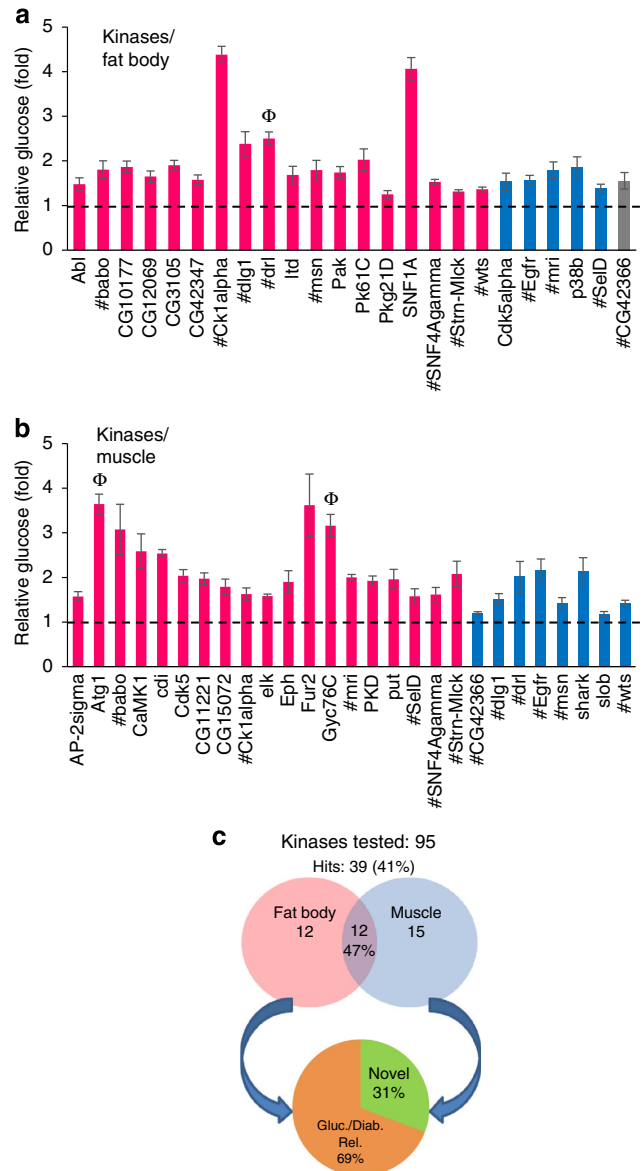 a
Kinases/
fat body
Relative glucose (fold)
5
4
3
2
1
0
Φ
Abl
#babo
CG10177
CG12069
CG3105
CG42347
#Ck1alpha
#dlg1
#drl
ltd
#msn
Pak
Pk61C
Pkg21D
SNF1A
#SNF4Agamma
#Strn-Mlck
#wts
Cdk5alpha
#Egfr
#mri
p38b
#SelD
#CG42366
b
Kinases/
muscle
Relative glucose (fold)
5
4
3
2
1
0
Φ
Φ
AP-2sigma
Atg1
#babo
CaMK1
cdi
Cdk5
CG11221
CG15072
#Ck1alpha
elk
Eph
Fur2
Gyc76C
#mri
PKD
put
#SelD
#SNF4Agamma
#Strn-Mlck
#CG42366
#dlg1
#drl
#Egfr
#msn
shark
slob
#wts
c
Kinases tested: 95
Hits: 39 (41%)
Fat body
12
12
47%
Muscle
15
Novel
31%
Gluc./Diab.
Rel.
69%